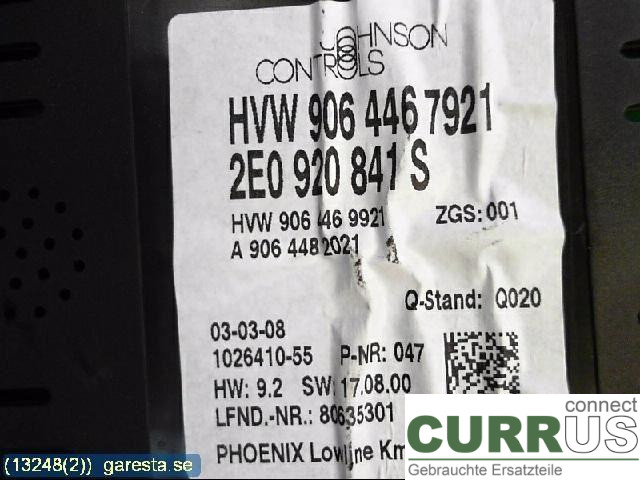 JOHNSON
CONTROLS
HVW 906 446 7921
2E0 920 841 S
HVW 906 446 9921 ZGS: 001
A 906 448 2021
Q-Stand: Q020
03-03-08
1026410-55 P-NR: 047
HW: 9.2 SW: 17.08.00
LFND.-NR.: 80635301
PHOENIX Lowline Km
connect
CURRUS
Gebrauchte Ersatzteile
(13248(2)) garesta.se